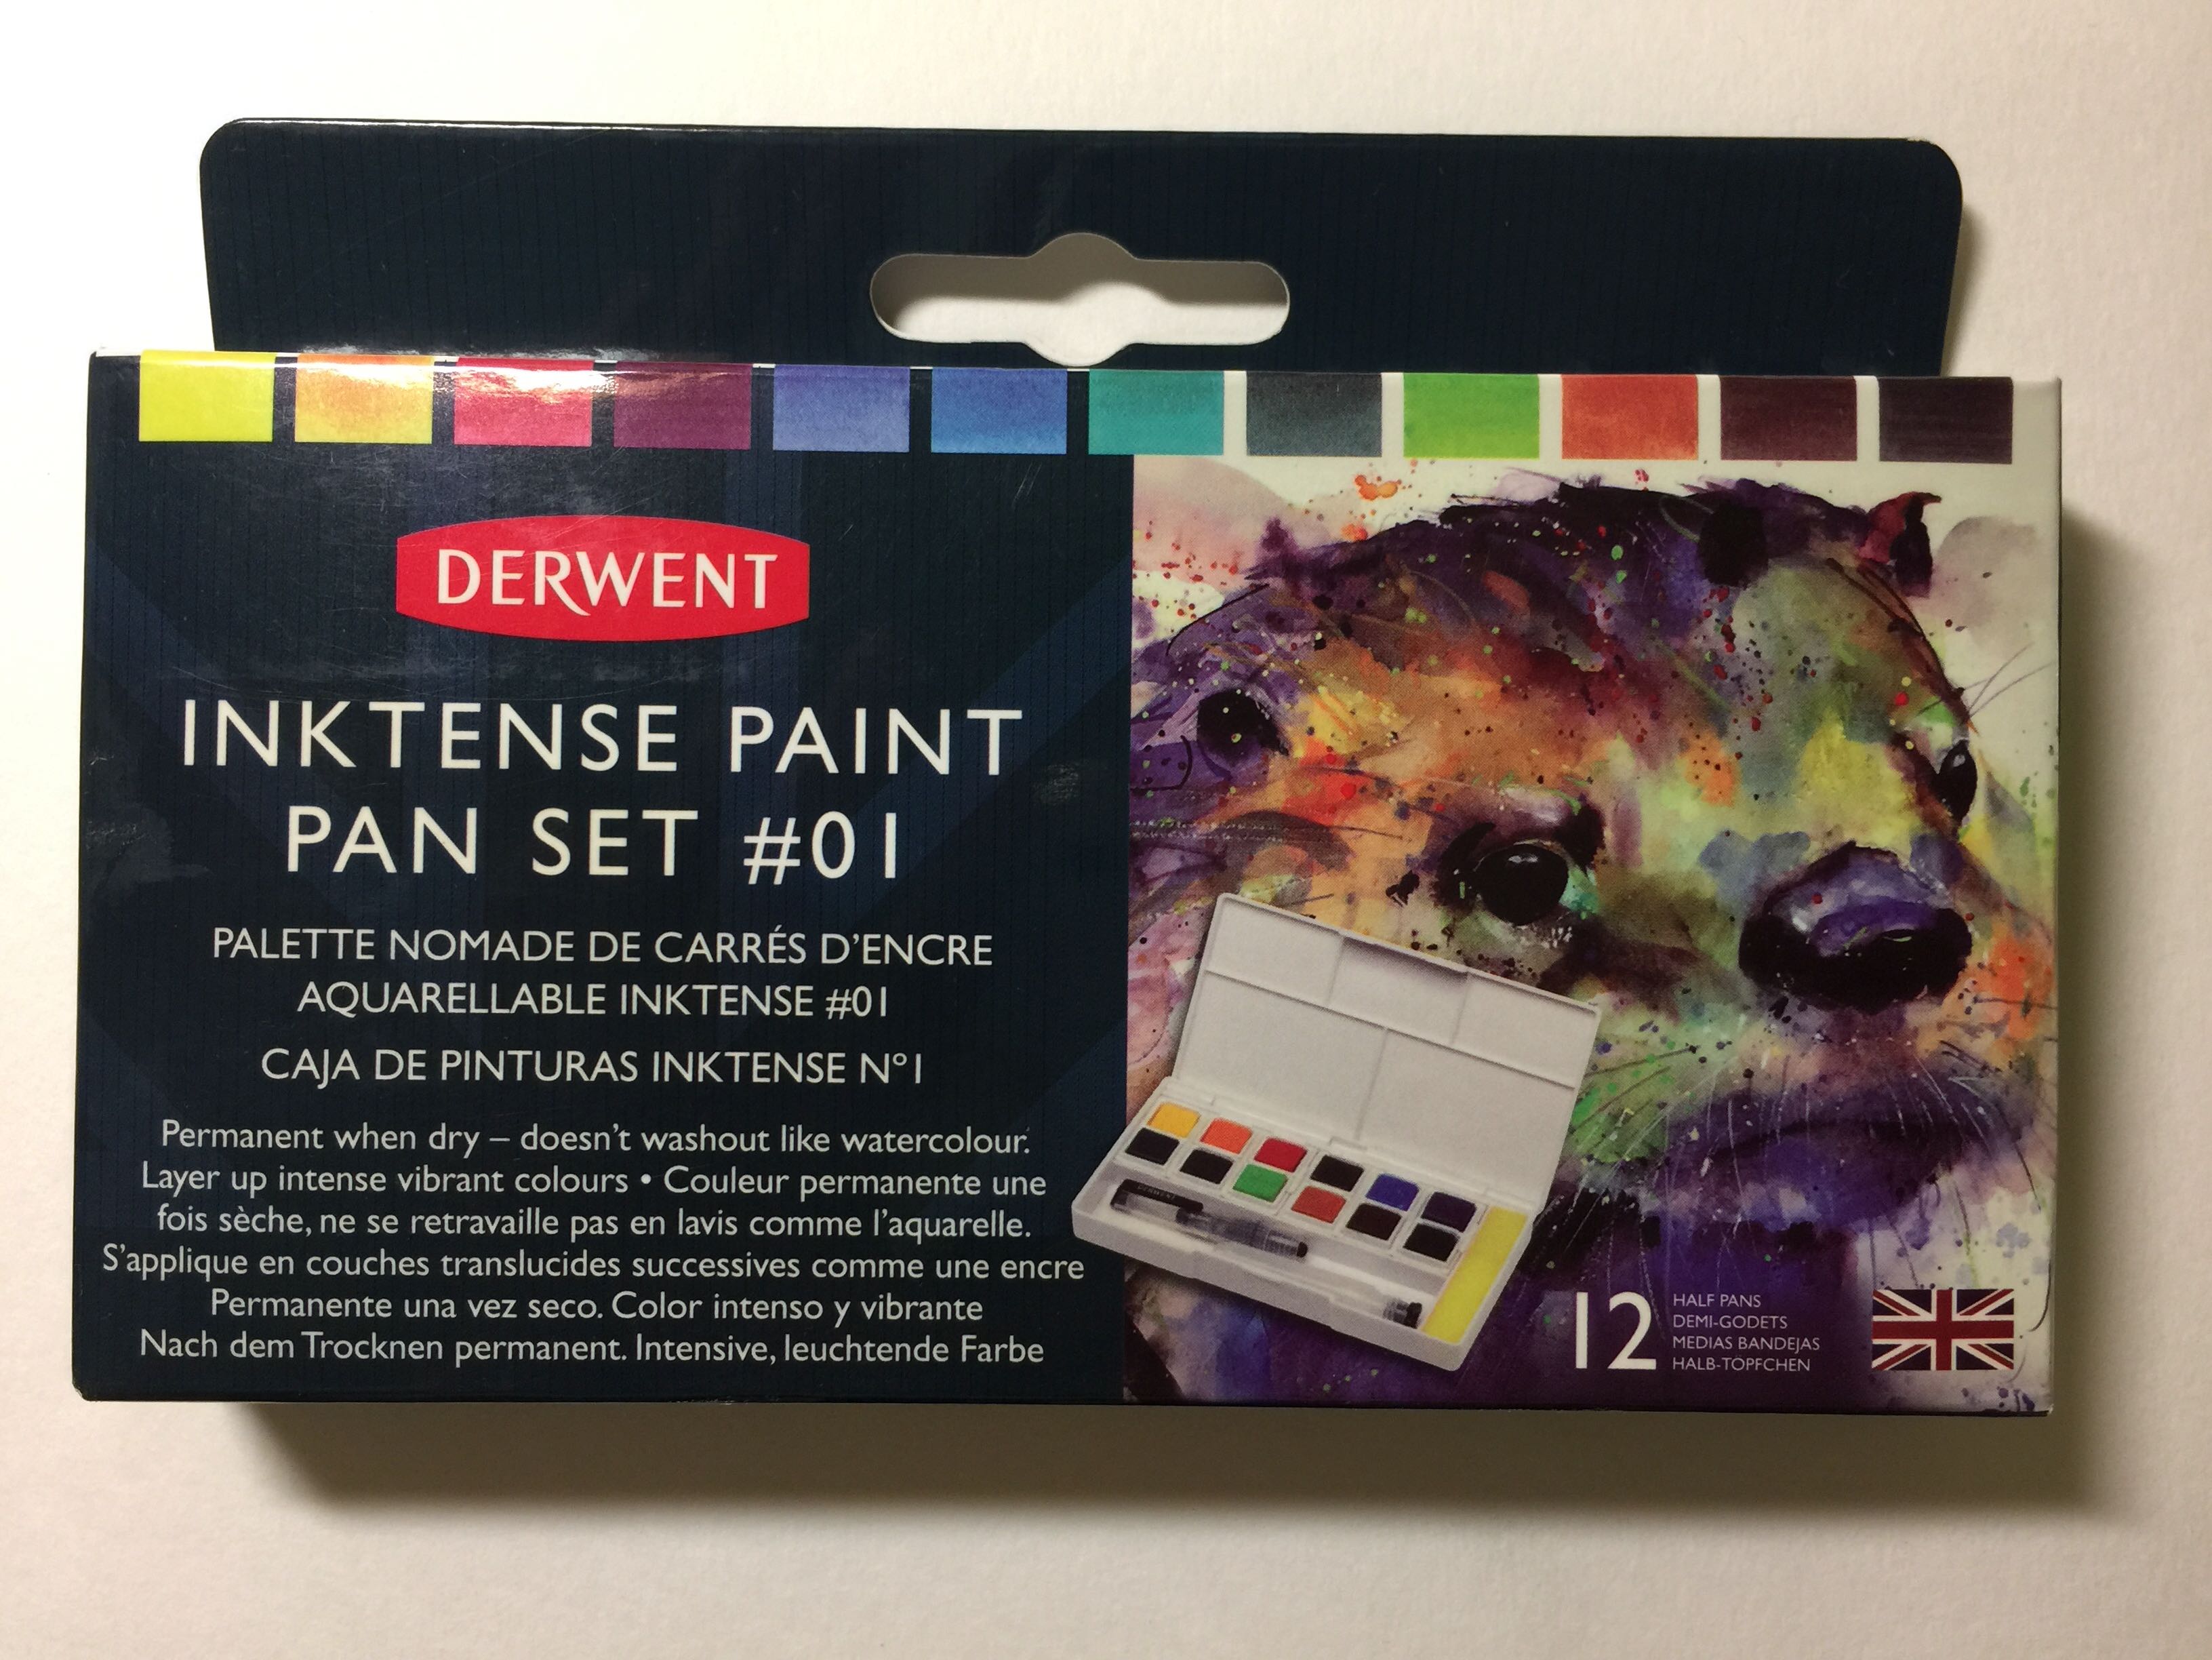 DERWENT
INKTENSE PAINT
PAN SET #01
PALETTE NOMADE DE CARRÉS D'ENCRE
AQUARELLABLE INKTENSE #01
CAJA DE PINTURAS INKTENSE Nº1
Permanent when dry – doesn't washout like watercolour.
Layer up intense vibrant colours • Couleur permanente une
fois sèche, ne se retravaille pas en lavis comme l'aquarelle.
S'applique en couches translucides successives comme une encre
Permanente una vez seco. Color intenso y vibrante
Nach dem Trocknen permanent. Intensive, leuchtende Farbe
DERWENT
12
HALF PANS
DEMI-GODETS
MEDIAS BANDEJAS
HALB-TÖPFCHEN